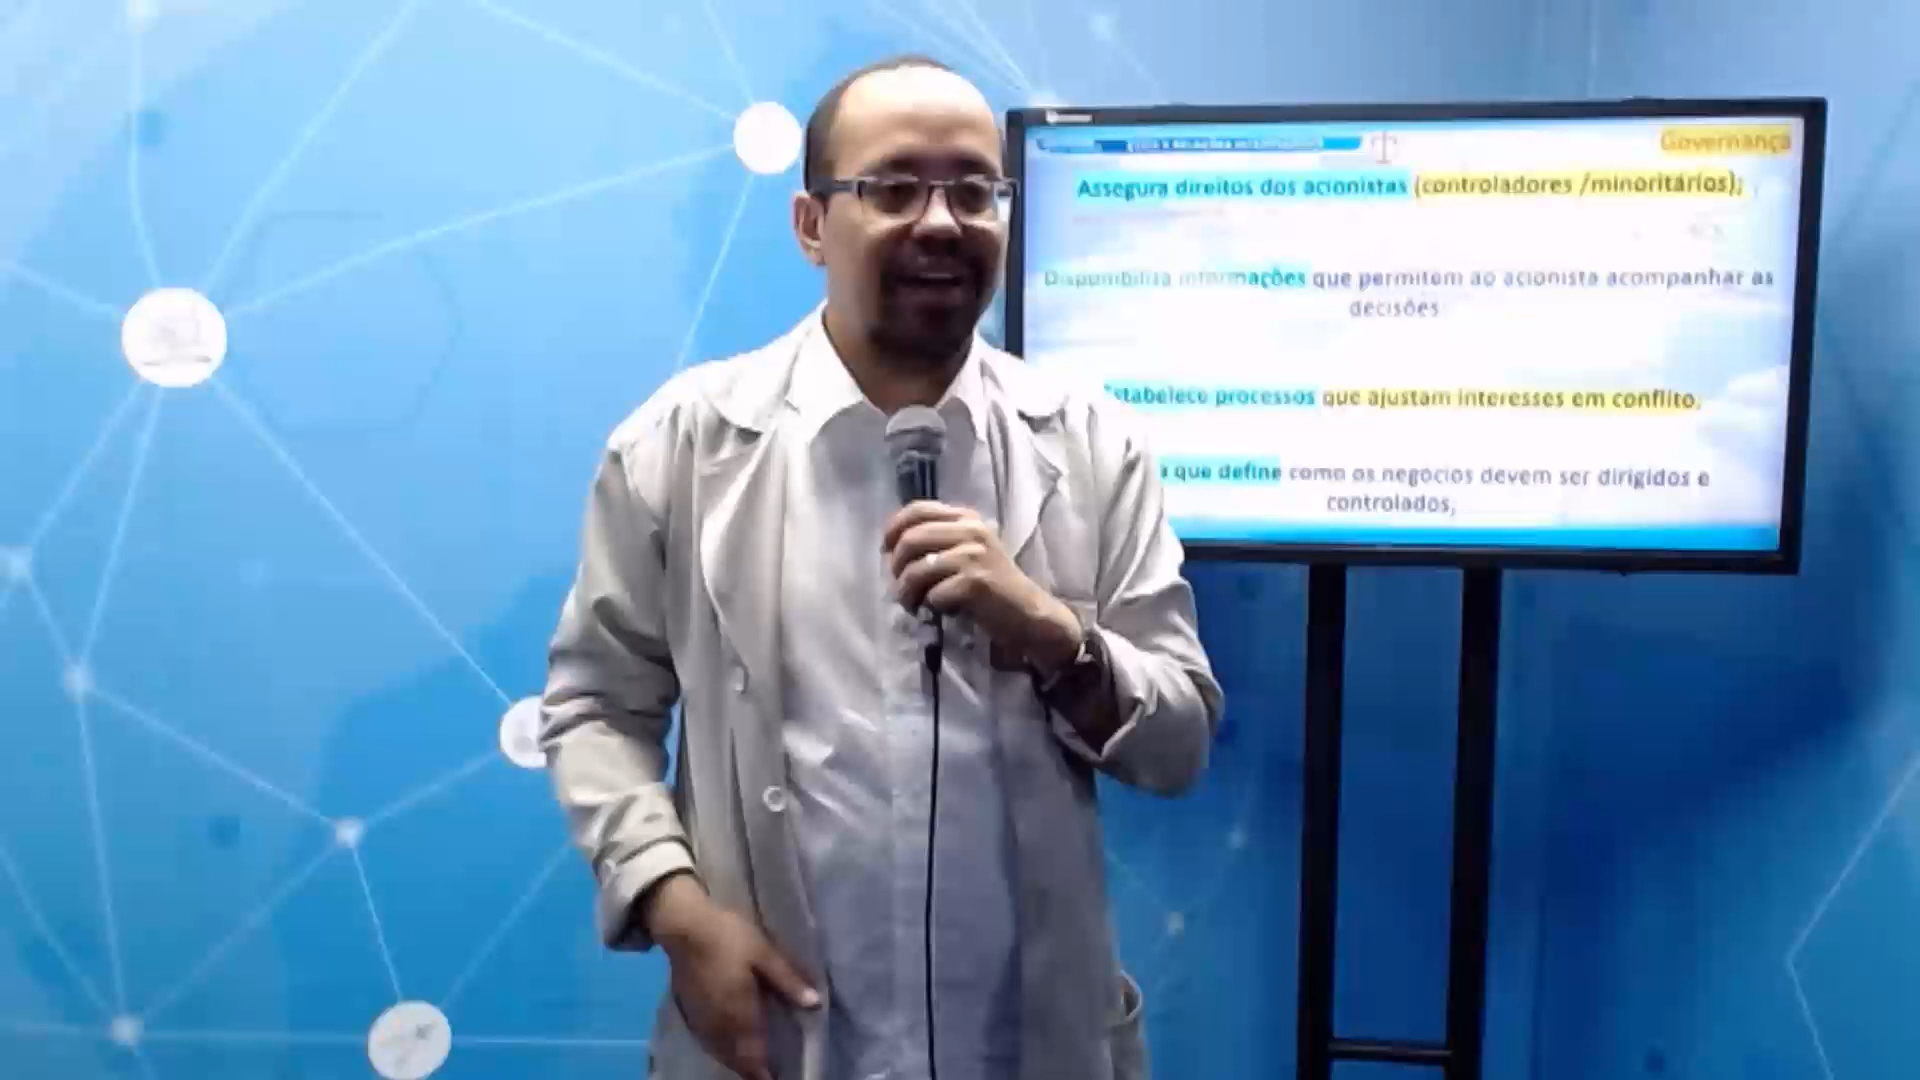 Governança
Assegura direitos dos acionistas (controladores /minoritários);
Disponibiliza informações que permitem ao acionista acompanhar as
decisões
stabelece processos que ajustam interesses em conflito,
que define como os negócios devem ser dirigidos e
controlados,